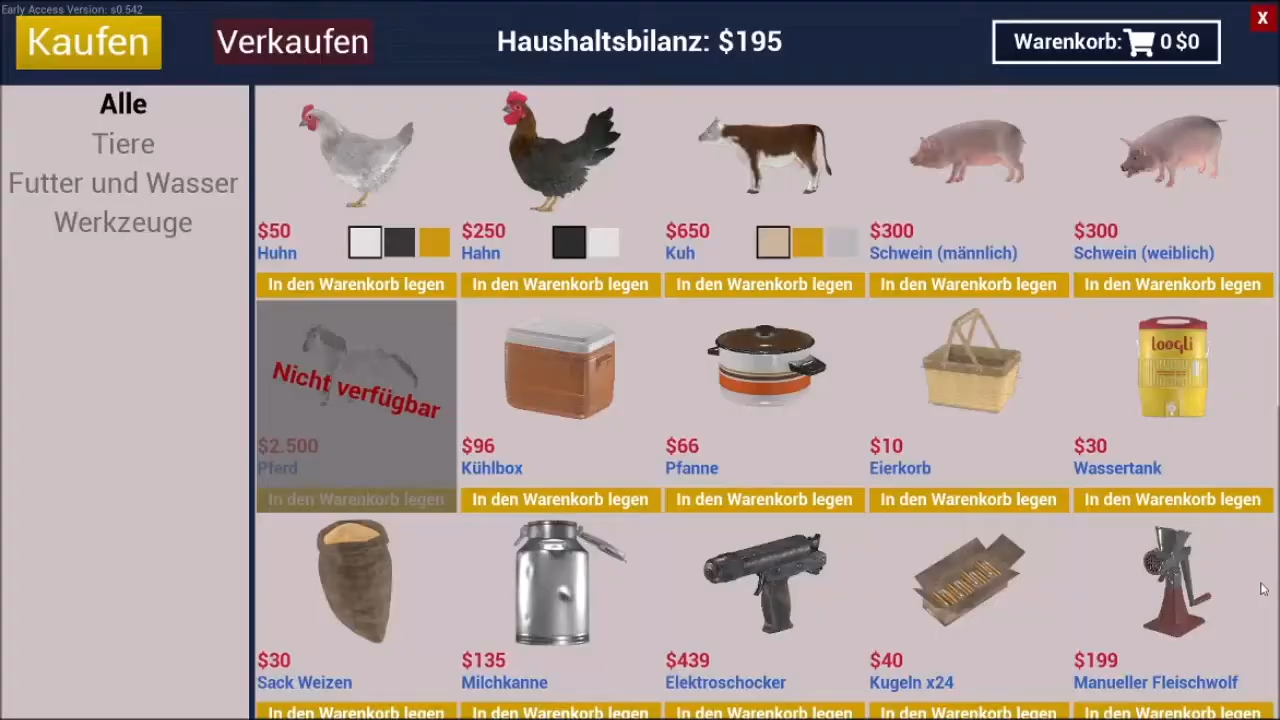 Early Access Version: s0.542
Kaufen
Verkaufen
Haushaltsbilanz: $195
Warenkorb: 0 $0
X
Alle
Tiere
Futter und Wasser
Werkzeuge
$50
Huhn
In den Warenkorb legen
$250
Hahn
In den Warenkorb legen
$650
Kuh
In den Warenkorb legen
$300
Schwein (männlich)
In den Warenkorb legen
$300
Schwein (weiblich)
In den Warenkorb legen
Nicht verfügbar
$2.500
Pferd
In den Warenkorb legen
$96
Kühlbox
In den Warenkorb legen
$66
Pfanne
In den Warenkorb legen
$10
Eierkorb
In den Warenkorb legen
loogli
$30
Wassertank
In den Warenkorb legen
$30
Sack Weizen
In den Warenkorb legen
$135
Milchkanne
In den Warenkorb legen
$439
Elektroschocker
In den Warenkorb legen
$40
Kugeln x24
In den Warenkorb legen
$199
Manueller Fleischwolf
In den Warenkorb legen